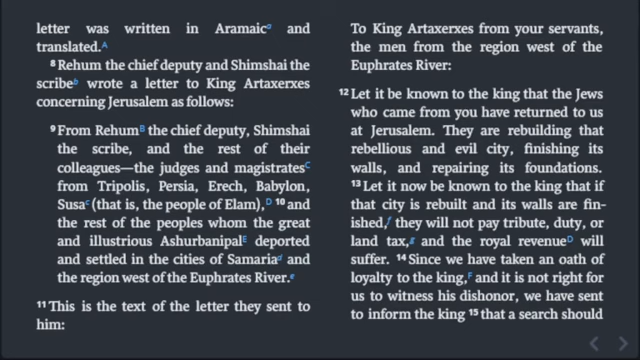 letter was written in Aramaicᵃ and
translated.ᴬ
⁸ Rehum the chief deputy and Shimshai the
scribeᵇ wrote a letter to King Artaxerxes
concerning Jerusalem as follows:
⁹ From Rehumᴮ the chief deputy, Shimshai
the scribe, and the rest of their
colleagues—the judges and magistratesᶜ
from Tripolis, Persia, Erech, Babylon,
Susaᶜ (that is, the people of Elam),ᴰ ¹⁰ and
the rest of the peoples whom the great
and illustrious Ashurbanipalᴱ deported
and settled in the cities of Samariaᵈ and
the region west of the Euphrates River.ᵉ
¹¹ This is the text of the letter they sent to
him:
To King Artaxerxes from your servants,
the men from the region west of the
Euphrates River:
¹² Let it be known to the king that the Jews
who came from you have returned to us
at Jerusalem. They are rebuilding that
rebellious and evil city, finishing its
walls, and repairing its foundations.
¹³ Let it now be known to the king that if
that city is rebuilt and its walls are fin-
ished,ᶠ they will not pay tribute, duty, or
land tax,ᵍ and the royal revenueᴰ will
suffer. ¹⁴ Since we have taken an oath of
loyalty to the king,ꟳ and it is not right for
us to witness his dishonor, we have sent
to inform the king ¹⁵ that a search should